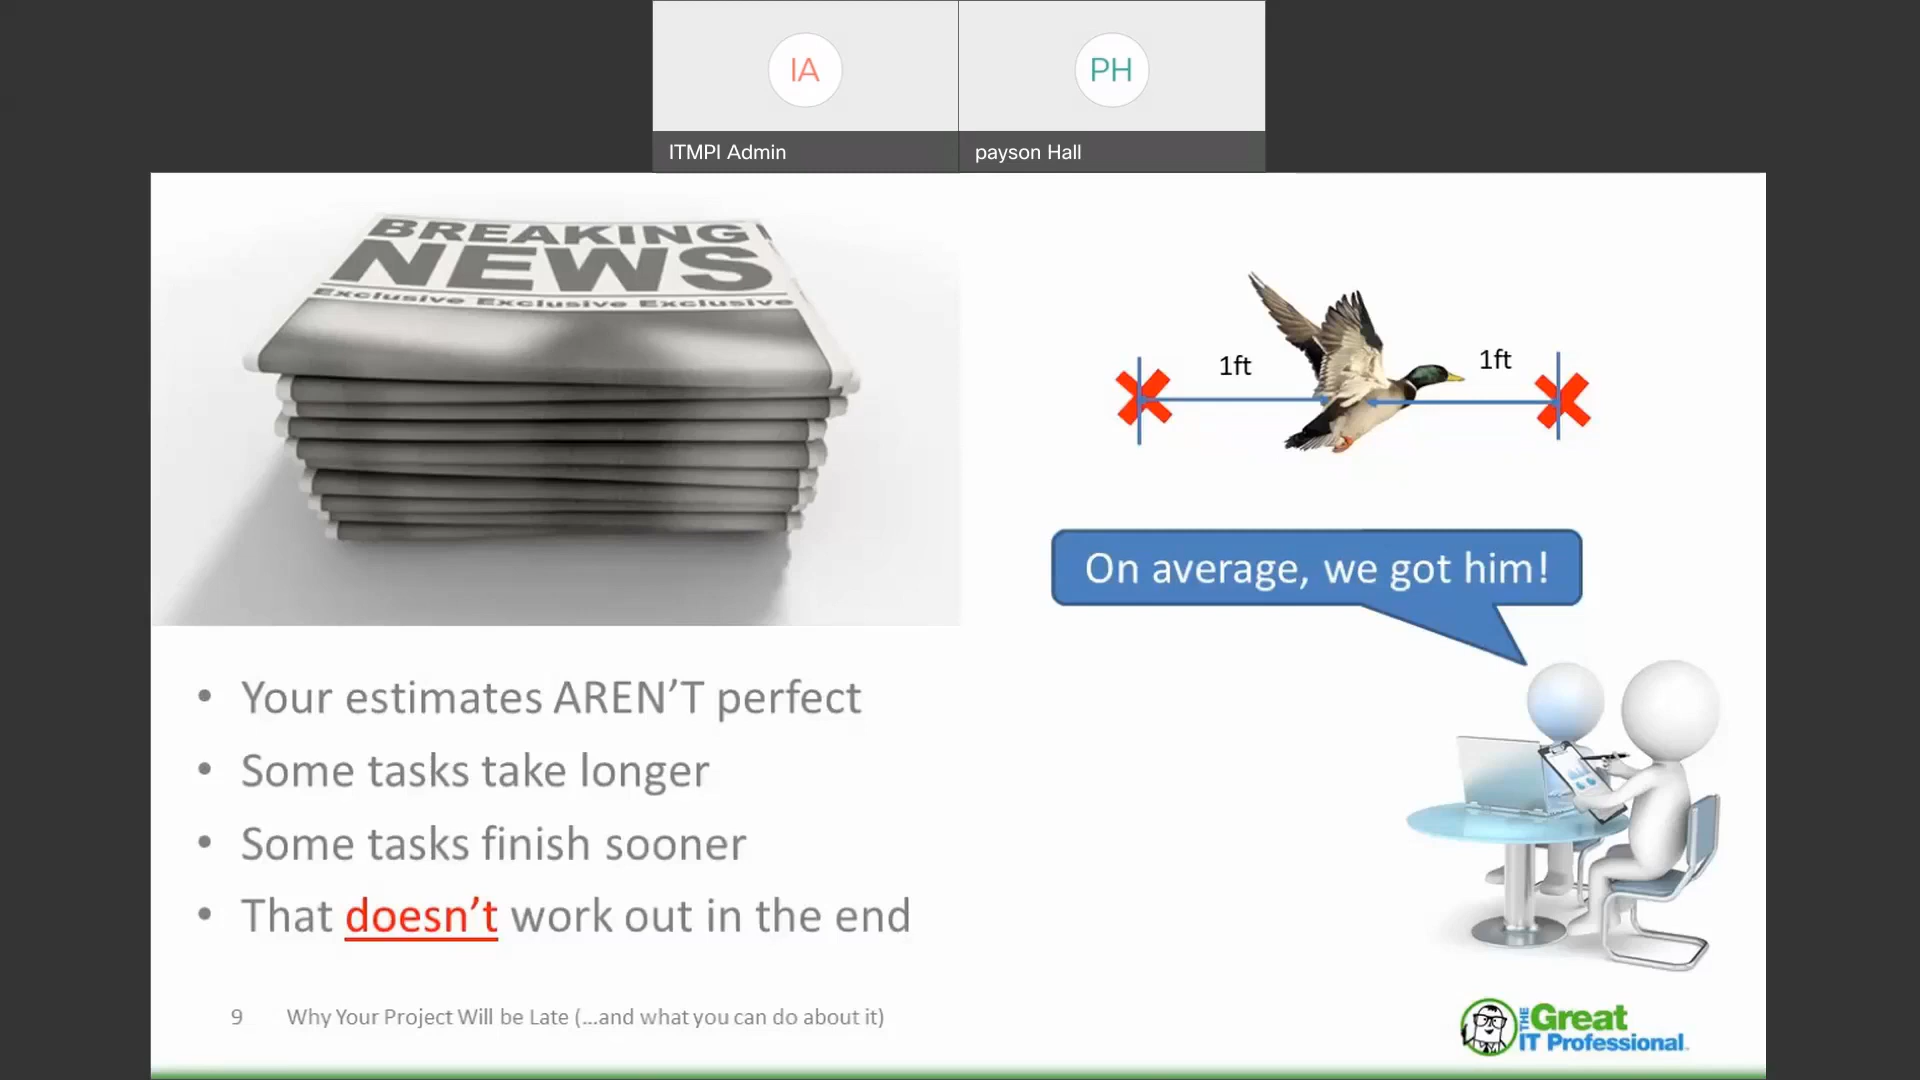 IA
PH
ITMPI Admin
payson Hall
BREAKING
NEWS
Exclusive Exclusive Exclusive
1ft
1ft
On average, we got him!
• Your estimates AREN’T perfect
• Some tasks take longer
• Some tasks finish sooner
• That doesn’t work out in the end
9
Why Your Project Will be Late (...and what you can do about it)
THE Great
IT Professional